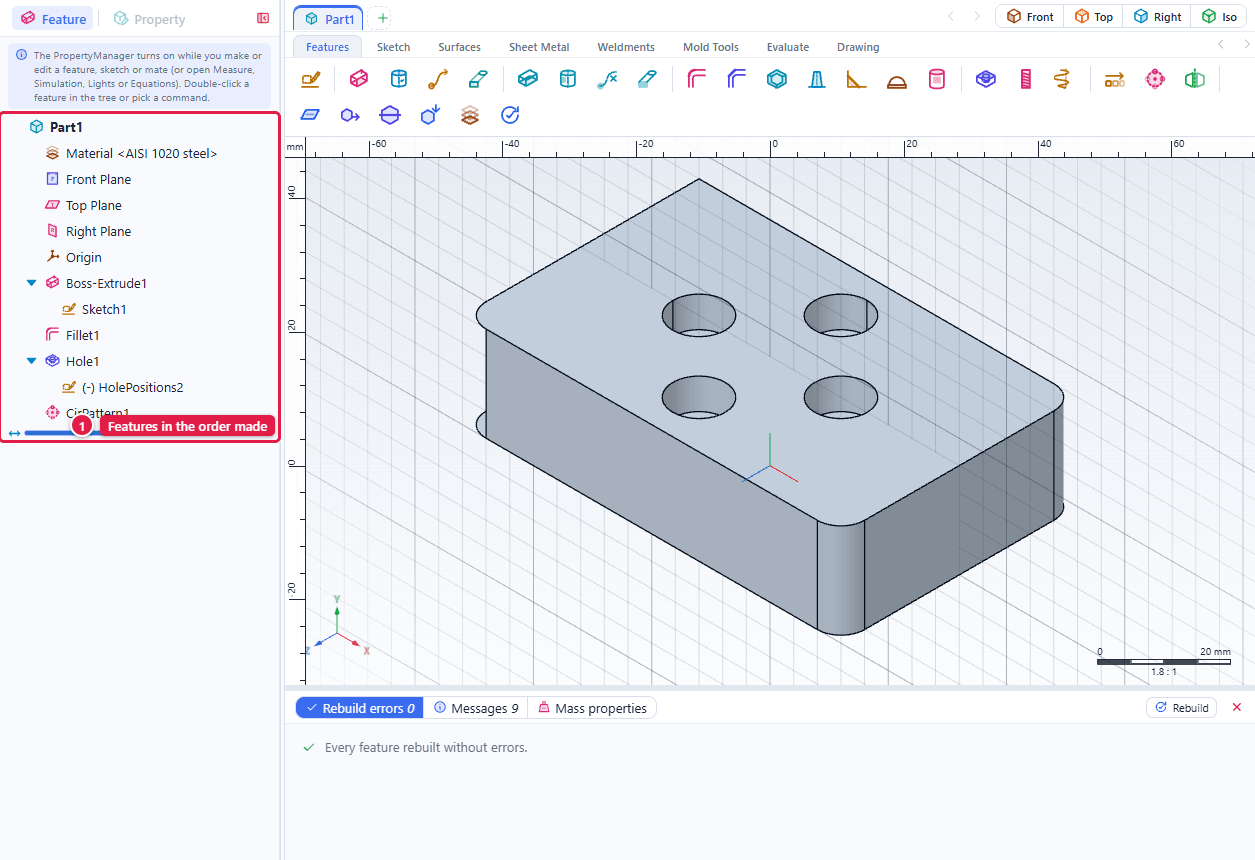 Feature
Property
The PropertyManager turns on while you make or
edit a feature, sketch or mate (or open Measure,
Simulation, Lights or Equations). Double-click a
feature in the tree or pick a command.
Part1
Material <AISI 1020 steel>
Front Plane
Top Plane
Right Plane
Origin
Boss-Extrude1
Sketch1
Fillet1
Hole1
(-) HolePositions2
CirPattern1
1
Features in the order made
Part1
Front
Top
Right
Iso
Features
Sketch
Surfaces
Sheet Metal
Weldments
Mold Tools
Evaluate
Drawing
mm
-60
-40
-20
0
20
40
60
40
20
0
-20
Y
Z
X
0
20 mm
1.8 : 1
Rebuild errors 0
Messages 9
Mass properties
Rebuild
Every feature rebuilt without errors.